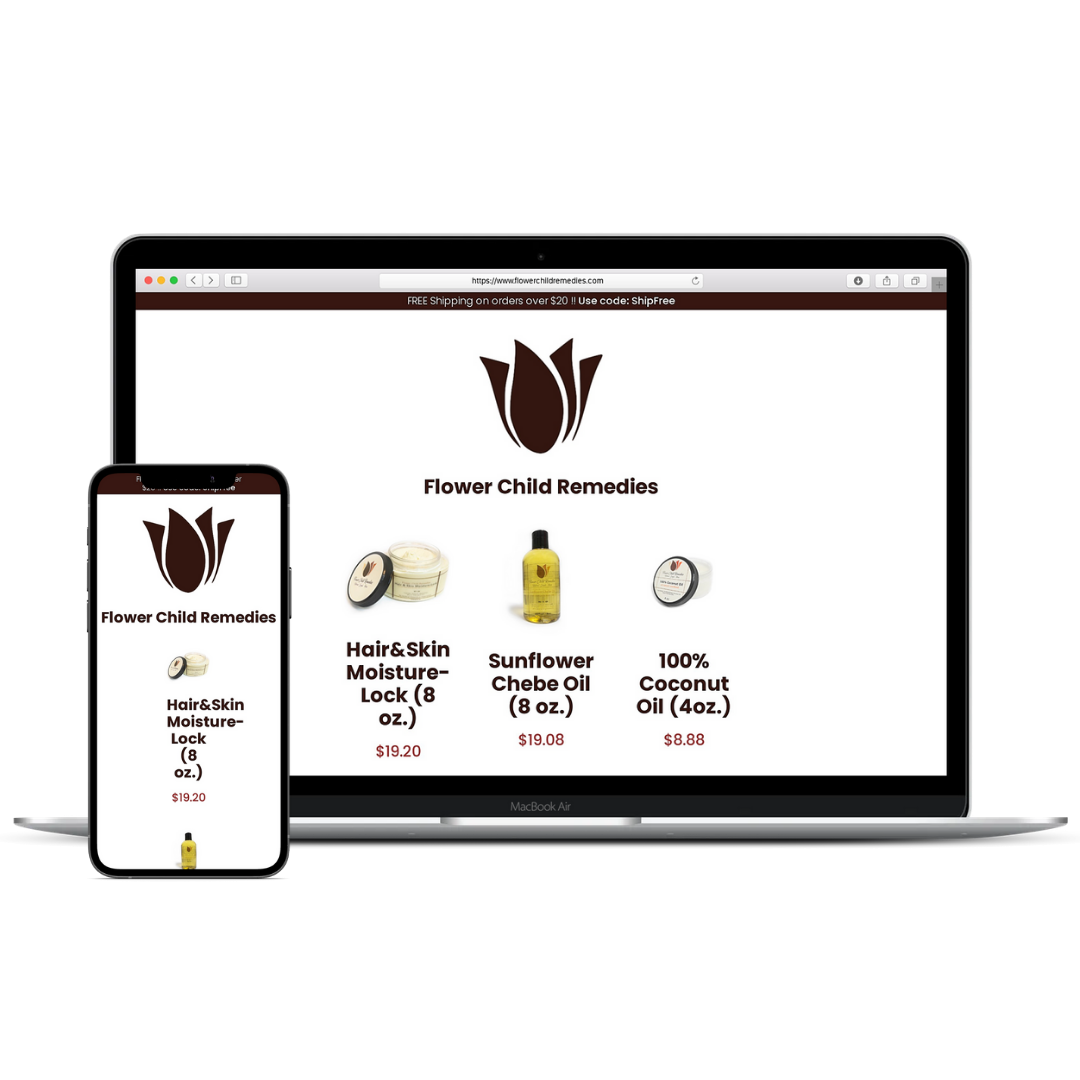 https://www.flowerchildremedies.com
FREE Shipping on orders over $20 !! Use code: ShipFree
Flower Child Remedies
Hair&Skin
Moisture-
Lock (8
oz.)
$19.20
Sunflower
Chebe Oil
(8 oz.)
$19.08
100%
Coconut
Oil (4oz.)
$8.88
MacBook Air
Flower Child Remedies
Hair&Skin
Moisture-
Lock
(8
oz.)
$19.20